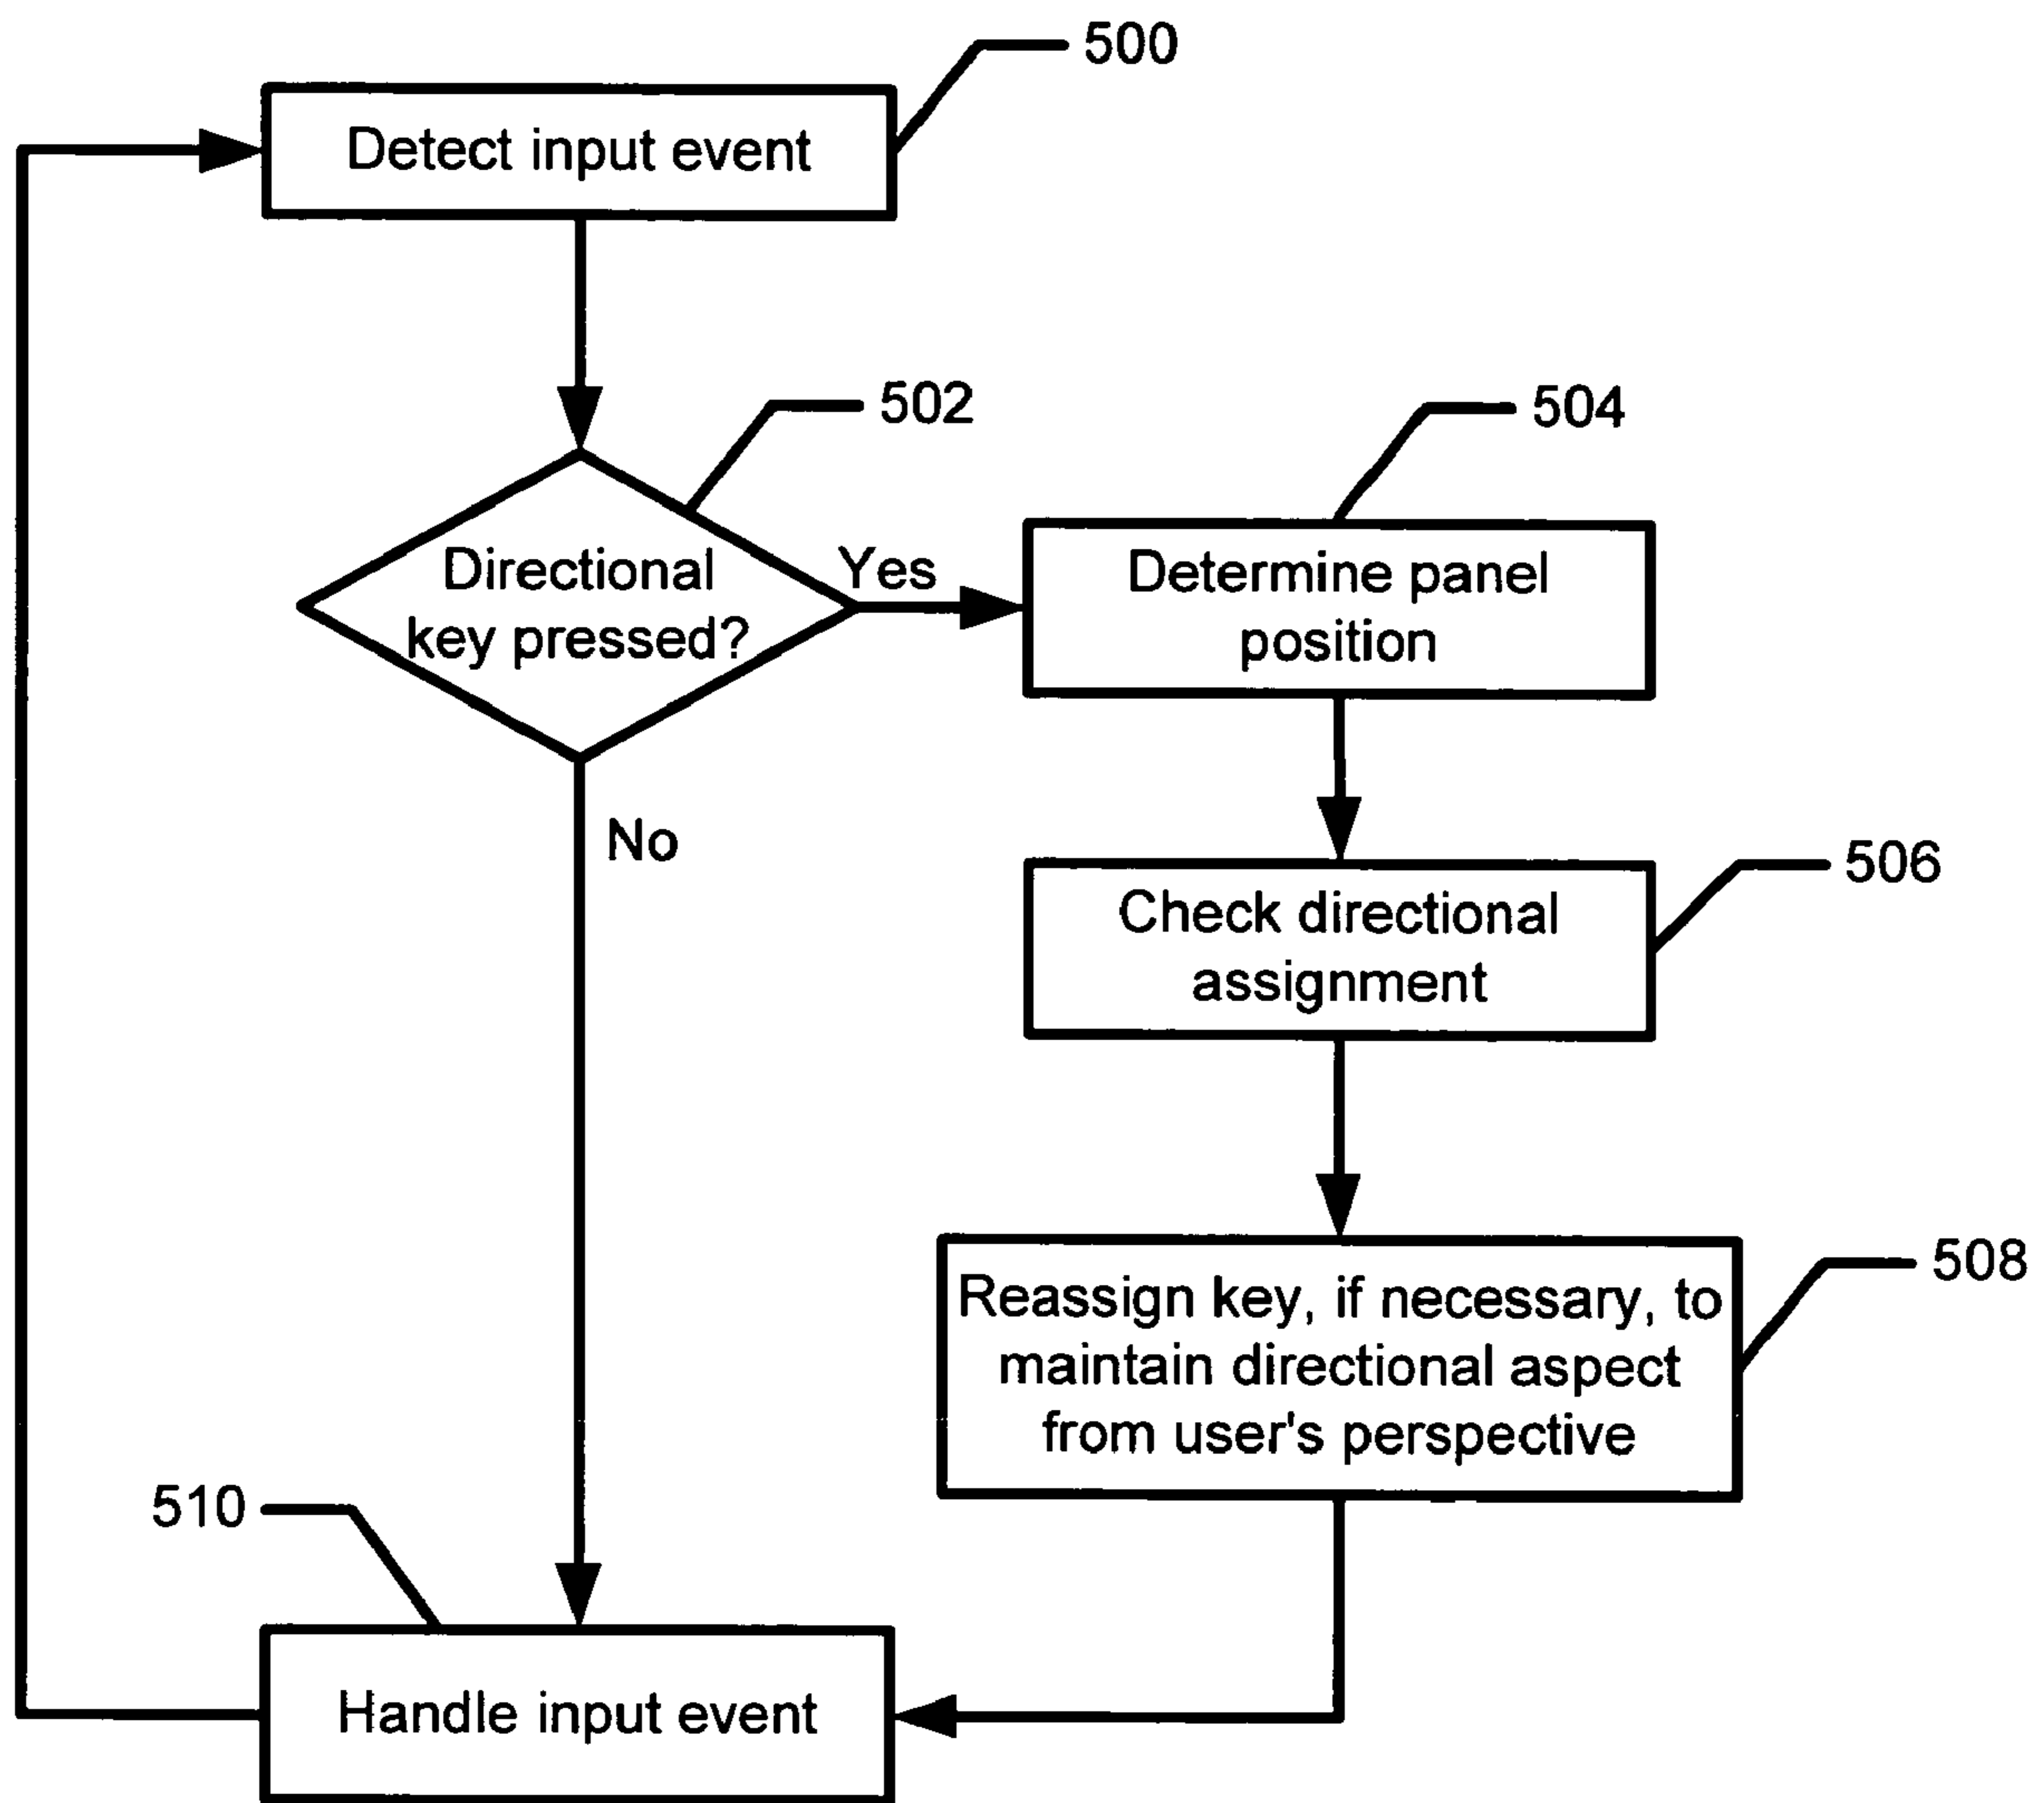 500
Detect input event
502
Directional
key pressed?
Yes
504
Determine panel
position
No
506
Check directional
assignment
508
Reassign key, if necessary, to
maintain directional aspect
from user's perspective
510
Handle input event